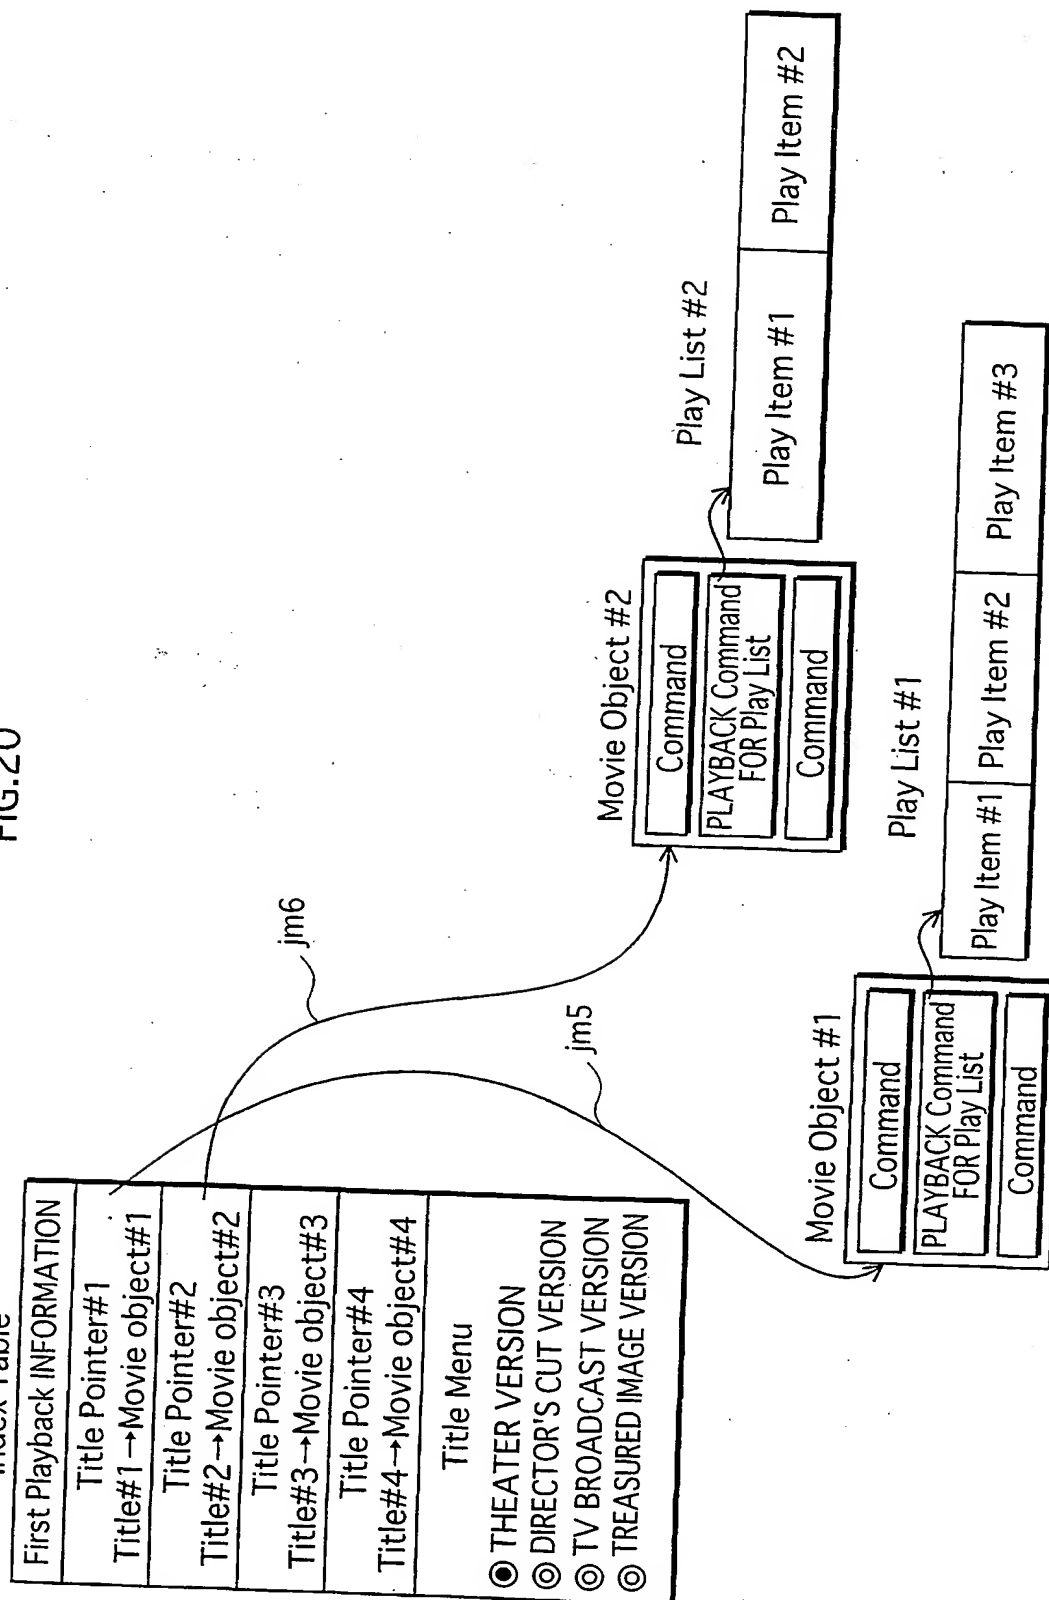 FIG.20
Index Table
First Playback INFORMATION
Title Pointer#1
Title#1→Movie object#1
Title Pointer#2
Title#2→Movie object#2
Title Pointer#3
Title#3→Movie object#3
Title Pointer#4
Title#4→Movie object#4
Title Menu
◉ THEATER VERSION
◎ DIRECTOR'S CUT VERSION
◎ TV BROADCAST VERSION
◎ TREASURED IMAGE VERSION
jm6
jm5
Movie Object #2
Command
PLAYBACK Command
FOR Play List
Command
Play List #2
Play Item #1
Play Item #2
Movie Object #1
Command
PLAYBACK Command
FOR Play List
Command
Play List #1
Play Item #1
Play Item #2
Play Item #3